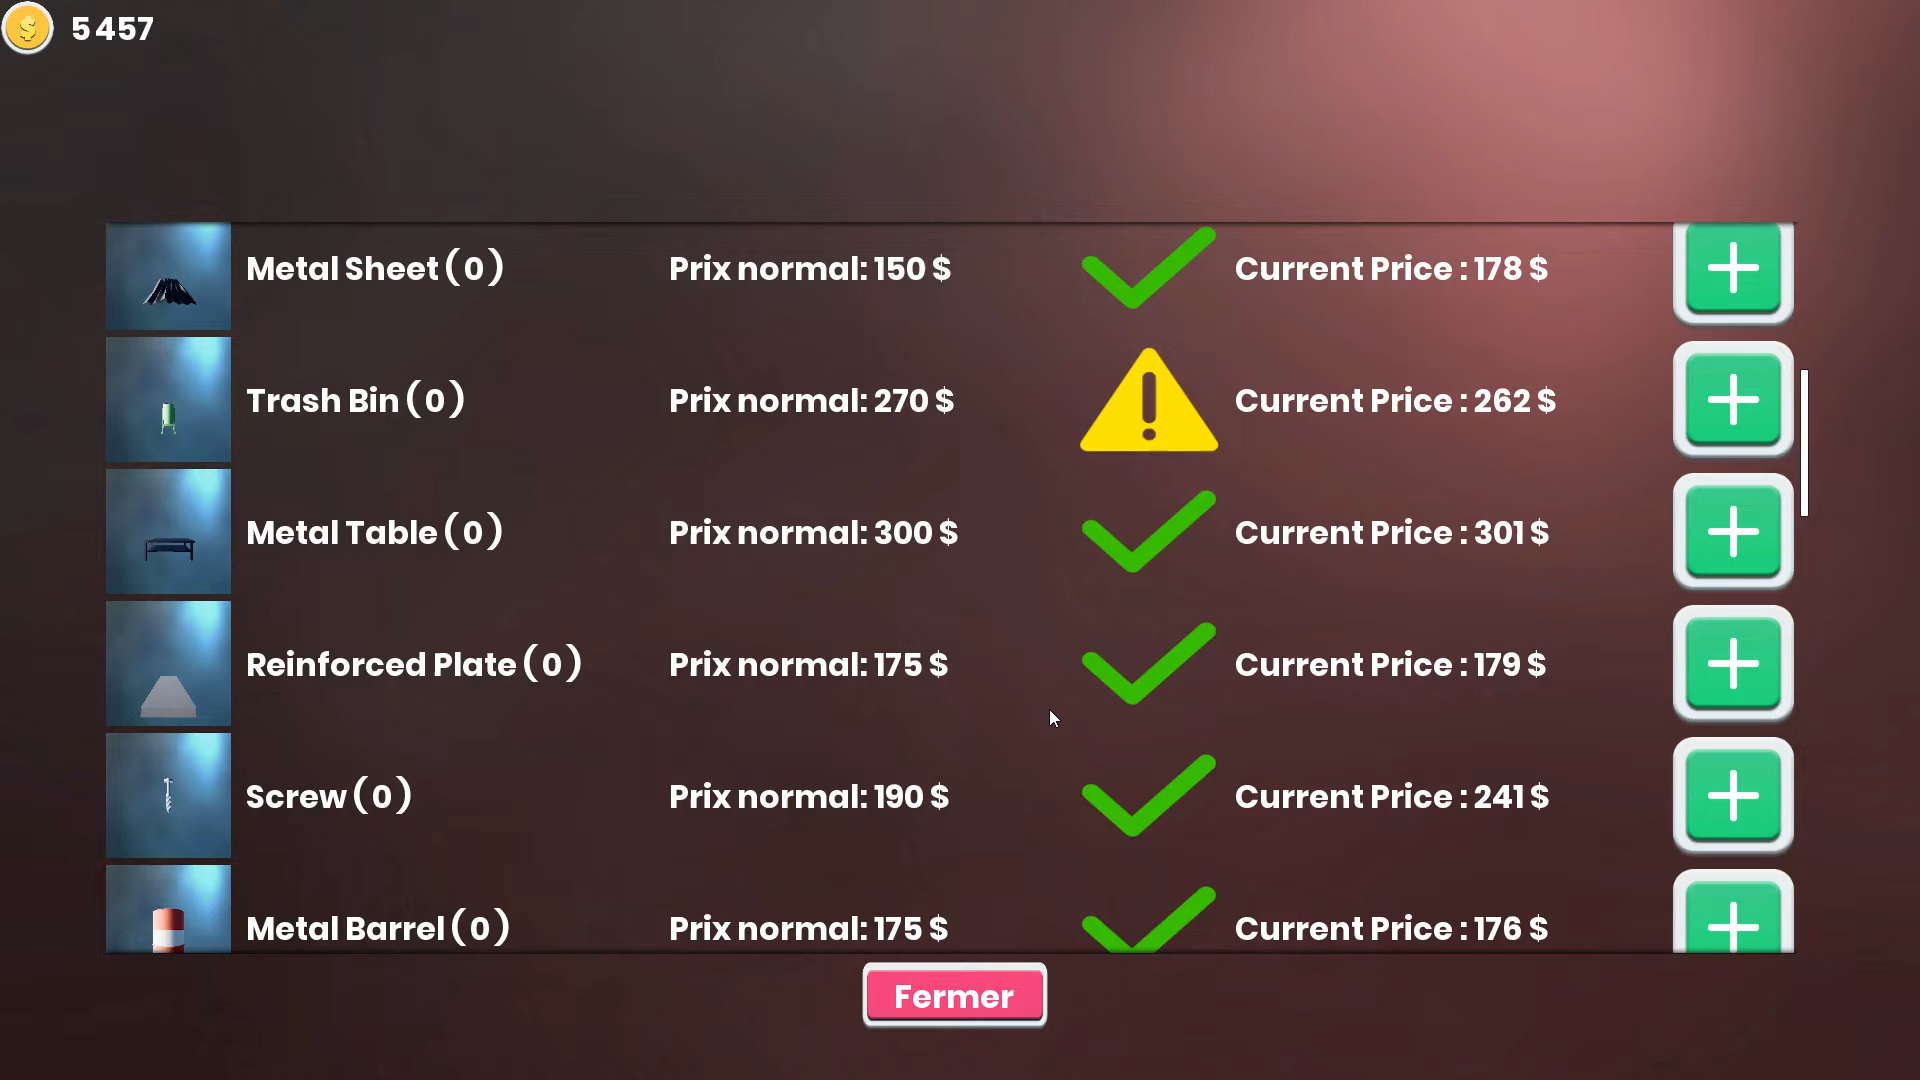 5 457
Metal Sheet ( 0 ) Prix normal: 150 $ Current Price : 178 $
Trash Bin ( 0 ) Prix normal: 270 $ Current Price : 262 $
Metal Table ( 0 ) Prix normal: 300 $ Current Price : 301 $
Reinforced Plate ( 0 ) Prix normal: 175 $ Current Price : 179 $
Screw ( 0 ) Prix normal: 190 $ Current Price : 241 $
Metal Barrel ( 0 ) Prix normal: 175 $ Current Price : 176 $
Fermer